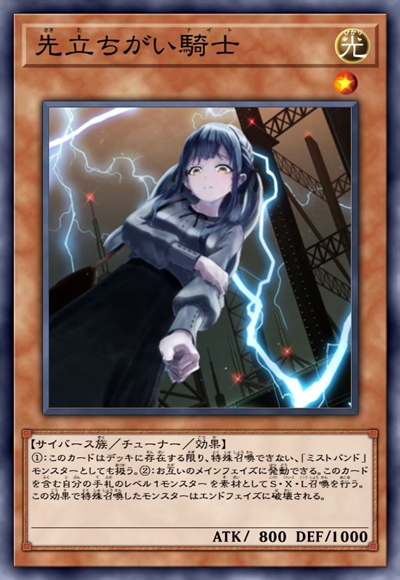 先立ちがい騎士
光
【サイバース族／チューナー／効果】
①：このカードはデッキに存在する限り、特殊召喚できない、「ミストバンド」
モンスターとしても扱う。②：お互いのメインフェイズに発動できる。このカード
を含む自分の手札のレベル1モンスターを素材としてＳ・Ｘ・Ｌ召喚を行う。
この効果で特殊召喚したモンスターはエンドフェイズに破壊される。
ATK/ 800 DEF/1000